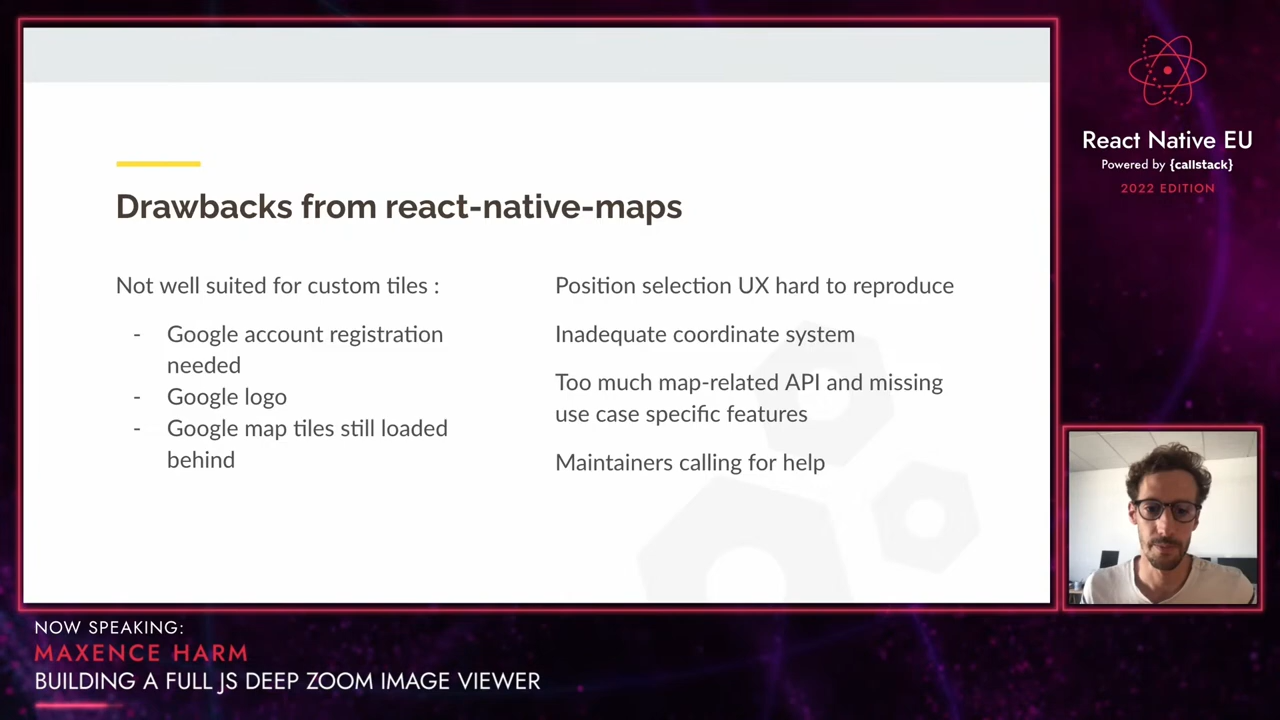 Drawbacks from react-native-maps
Not well suited for custom tiles :
- Google account registration
needed
- Google logo
- Google map tiles still loaded
behind
Position selection UX hard to reproduce
Inadequate coordinate system
Too much map-related API and missing
use case specific features
Maintainers calling for help
React Native EU
Powered by {callstack}
2022 EDITION
NOW SPEAKING:
MAXENCE HARM
BUILDING A FULL JS DEEP ZOOM IMAGE VIEWER